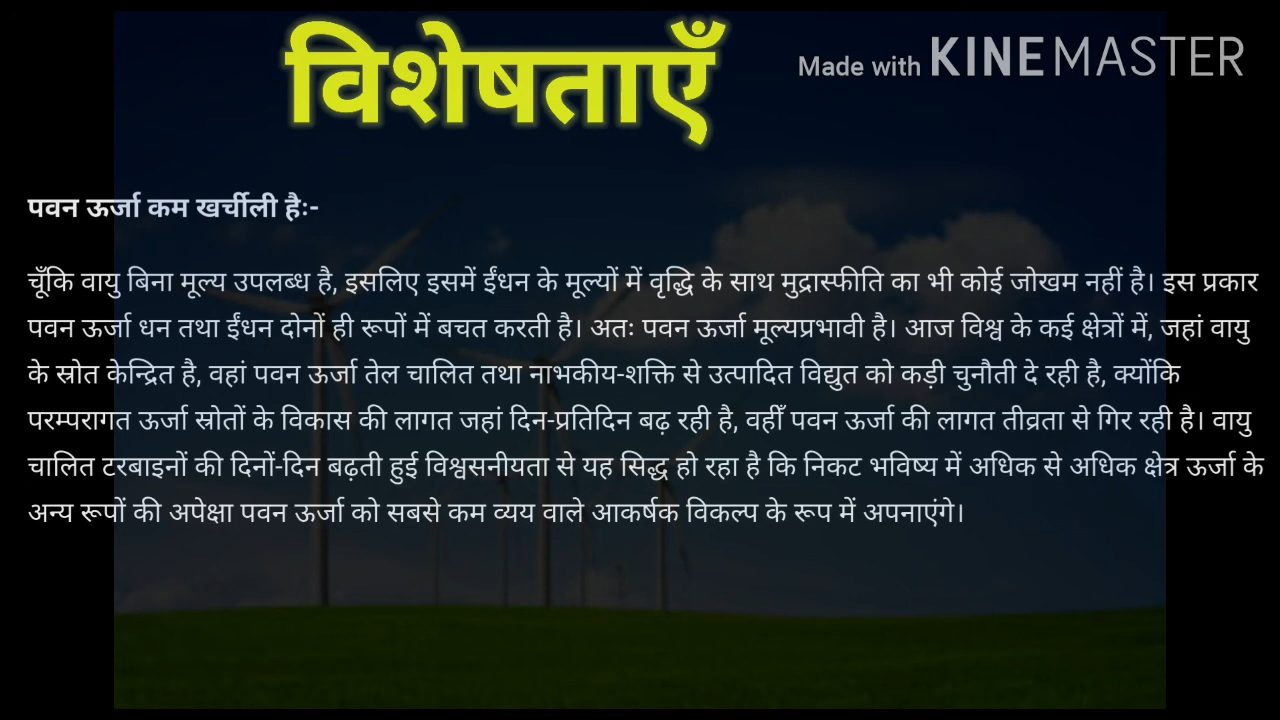 विशेषताएँ
Made with KINEMASTER
पवन ऊर्जा कम खर्चीली हैः-
चूँकि वायु बिना मूल्य उपलब्ध है, इसलिए इसमें ईंधन के मूल्यों में वृद्धि के साथ मुद्रास्फीति का भी कोई जोखम नहीं है। इस प्रकार
पवन ऊर्जा धन तथा ईंधन दोनों ही रूपों में बचत करती है। अतः पवन ऊर्जा मूल्यप्रभावी है। आज विश्व के कई क्षेत्रों में, जहां वायु
के स्रोत केन्द्रित है, वहां पवन ऊर्जा तेल चालित तथा नाभकीय-शक्ति से उत्पादित विद्युत को कड़ी चुनौती दे रही है, क्योंकि
परम्परागत ऊर्जा स्रोतों के विकास की लागत जहां दिन-प्रतिदिन बढ़ रही है, वहीँ पवन ऊर्जा की लागत तीव्रता से गिर रही है। वायु
चालित टरबाइनों की दिनों-दिन बढ़ती हुई विश्वसनीयता से यह सिद्ध हो रहा है कि निकट भविष्य में अधिक से अधिक क्षेत्र ऊर्जा के
अन्य रूपों की अपेक्षा पवन ऊर्जा को सबसे कम व्यय वाले आकर्षक विकल्प के रूप में अपनाएंगे।